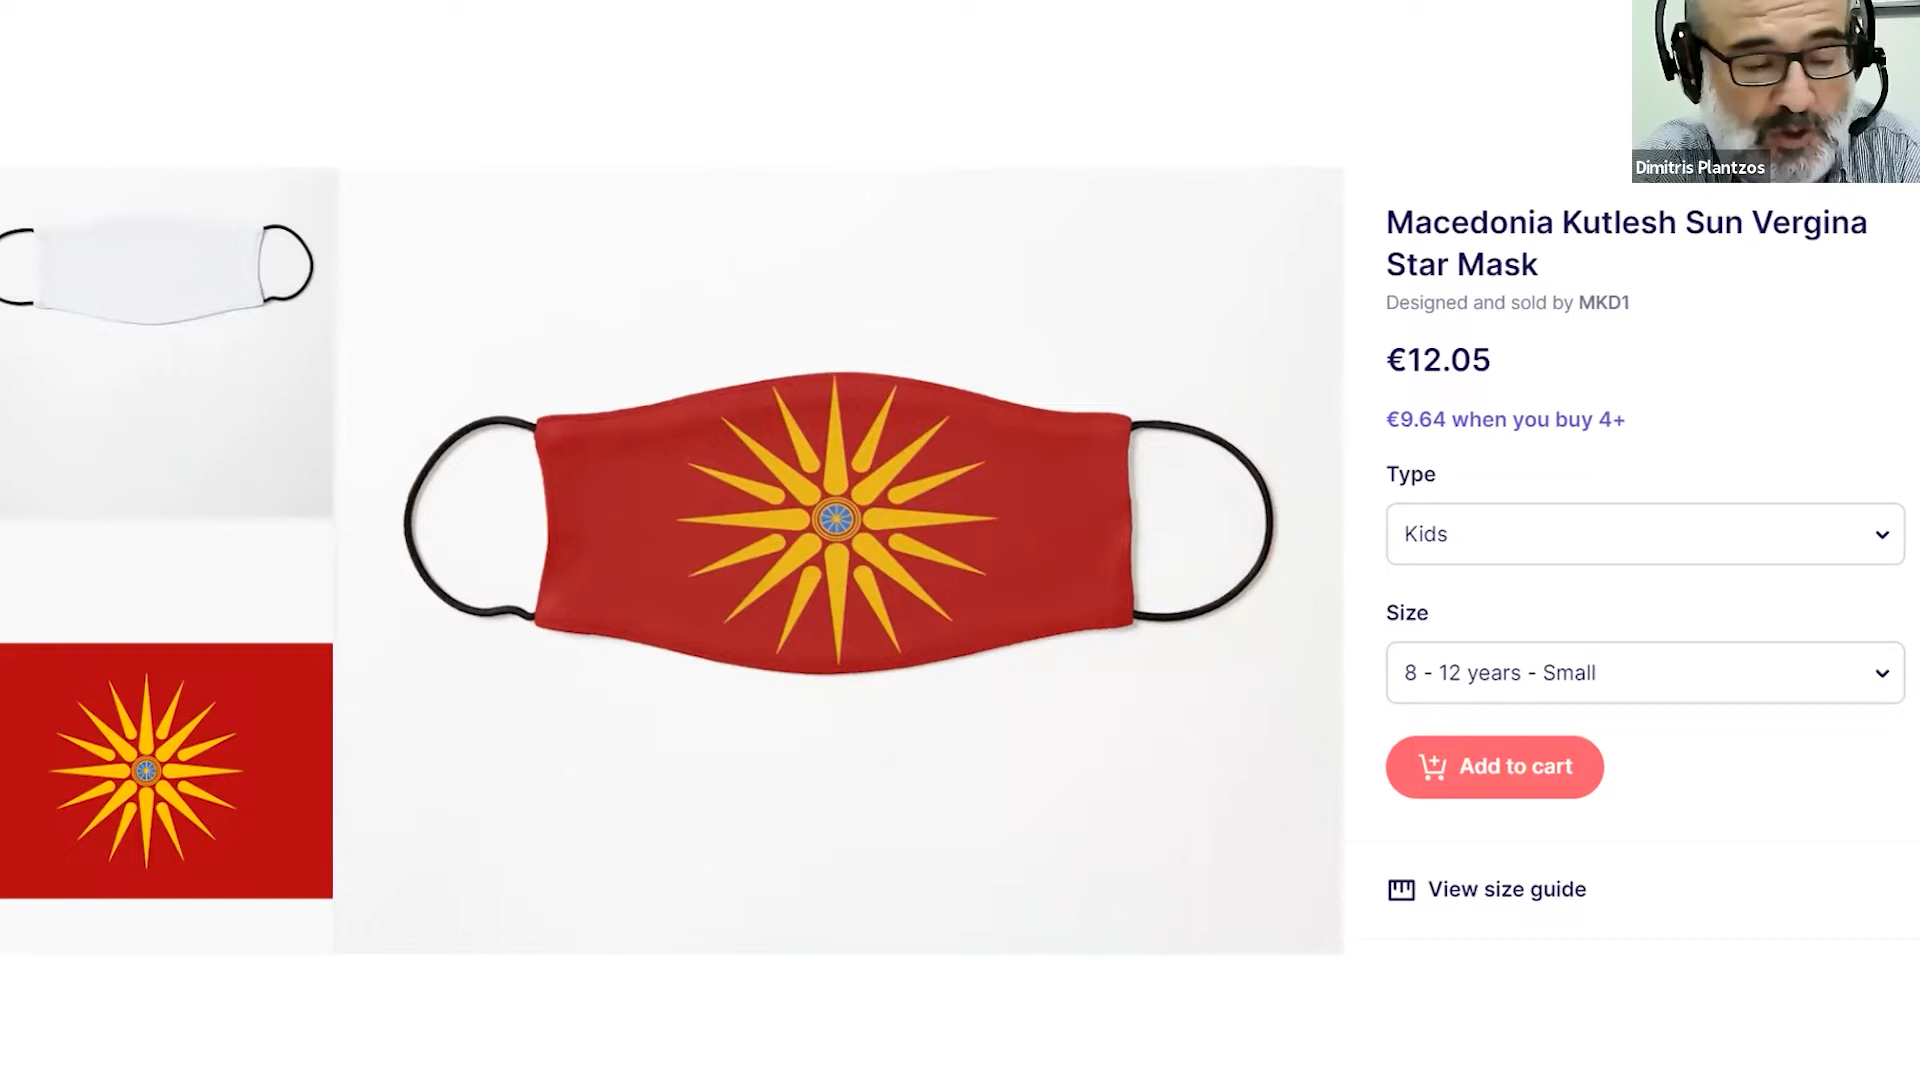 Dimitris Plantzos
Macedonia Kutlesh Sun Vergina
Star Mask
Designed and sold by MKD1
€12.05
€9.64 when you buy 4+
Type
Kids
Size
8 - 12 years - Small
Add to cart
View size guide